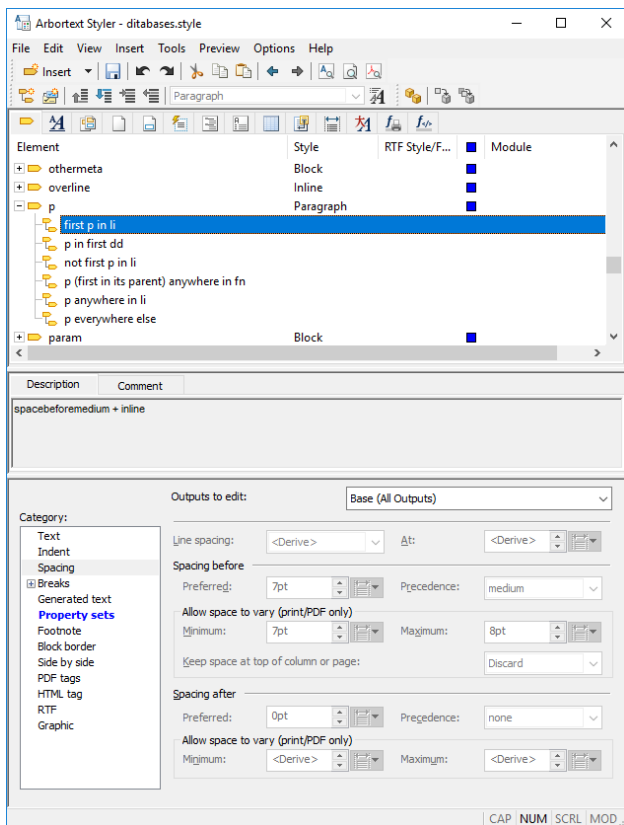 Arbortext Styler - ditabases.style
File Edit View Insert Tools Preview Options Help
Insert
Paragraph
Element Style RTF Style/F... Module
othermeta Block
overline Inline
p Paragraph
first p in li
p in first dd
not first p in li
p (first in its parent) anywhere in fn
p anywhere in li
p everywhere else
param Block
Description Comment
spacebeforemedium + inline
Outputs to edit: Base (All Outputs)
Category:
Text
Indent
Spacing
Breaks
Generated text
Property sets
Footnote
Block border
Side by side
PDF tags
HTML tag
RTF
Graphic
Line spacing: <Derive> At: <Derive>
Spacing before
Preferred: 7pt Precedence: medium
Allow space to vary (print/PDF only)
Minimum: 7pt Maximum: 8pt
Keep space at top of column or page: Discard
Spacing after
Preferred: 0pt Precedence: none
Allow space to vary (print/PDF only)
Minimum: <Derive> Maximum: <Derive>
CAP NUM SCRL MOD